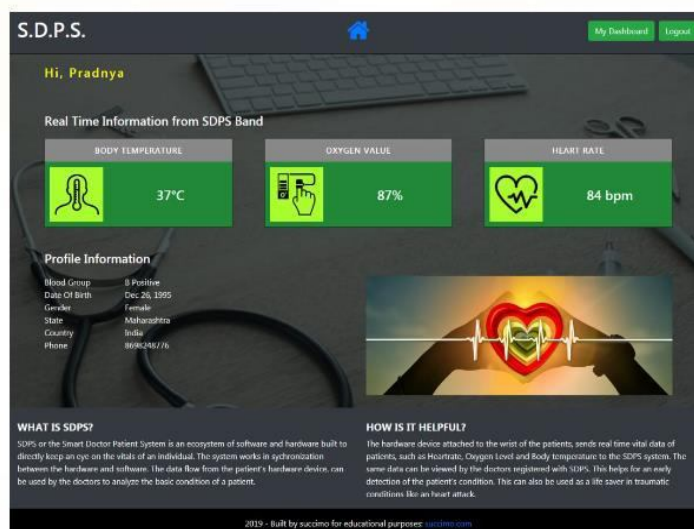 S.D.P.S.
My Dashboard
Logout
Hi, Pradnya
Real Time Information from SDPS Band
BODY TEMPERATURE
37°C
OXYGEN VALUE
87%
HEART RATE
84 bpm
Profile Information
Blood Group B Positive
Date Of Birth Dec 26, 1995
Gender Female
State Maharashtra
Country India
Phone 8698248776
WHAT IS SDPS?
SDPS or the Smart Doctor Patient System is an ecosystem of software and hardware built to
directly keep an eye on the vitals of an individual. The system works in sychronization
between the hardware and software. The data flow from the patient's hardware device, can
be used by the doctors to analyze the basic condition of a patient.
HOW IS IT HELPFUL?
The hardware device attached to the wrist of the patients, sends real time vital data of
patients, such as Heartrate, Oxygen Level and Body temperature to the SDPS system. The
same data can be viewed by the doctors registered with SDPS. This helps for an early
detection of the patient's condition. This can also be used as a life saver in traumatic
conditions like an heart attack.
2019 - Built by succimo for educational purposes: succimo.com